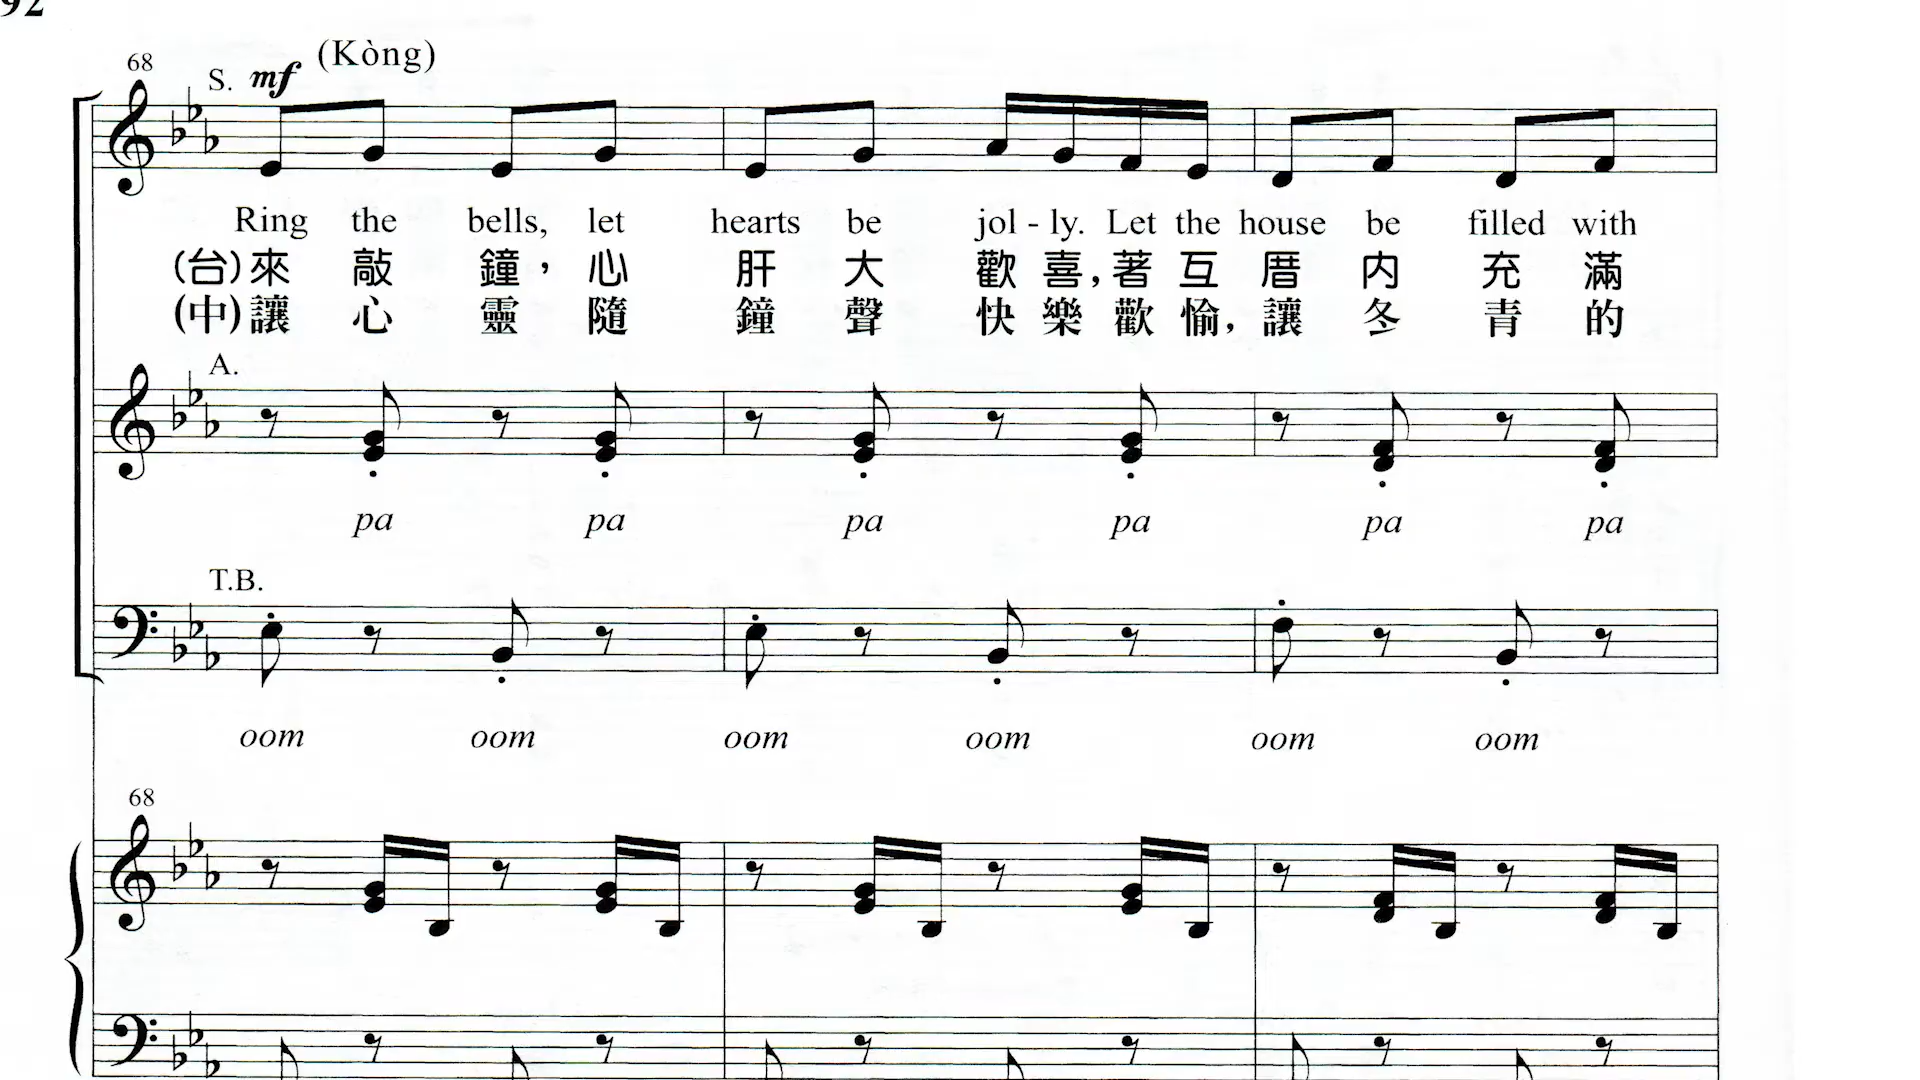 92
68 S. mf (Kòng)
Ring the bells, let hearts be jol - ly. Let the house be filled with
(台)來 敲 鐘，心 肝 大 歡 喜，著 互 厝 內 充 滿
(中)讓 心 靈 隨 鐘 聲 快 樂 歡 愉，讓 冬 青 的
A.
pa pa pa pa pa pa
T.B.
oom oom oom oom oom oom
68